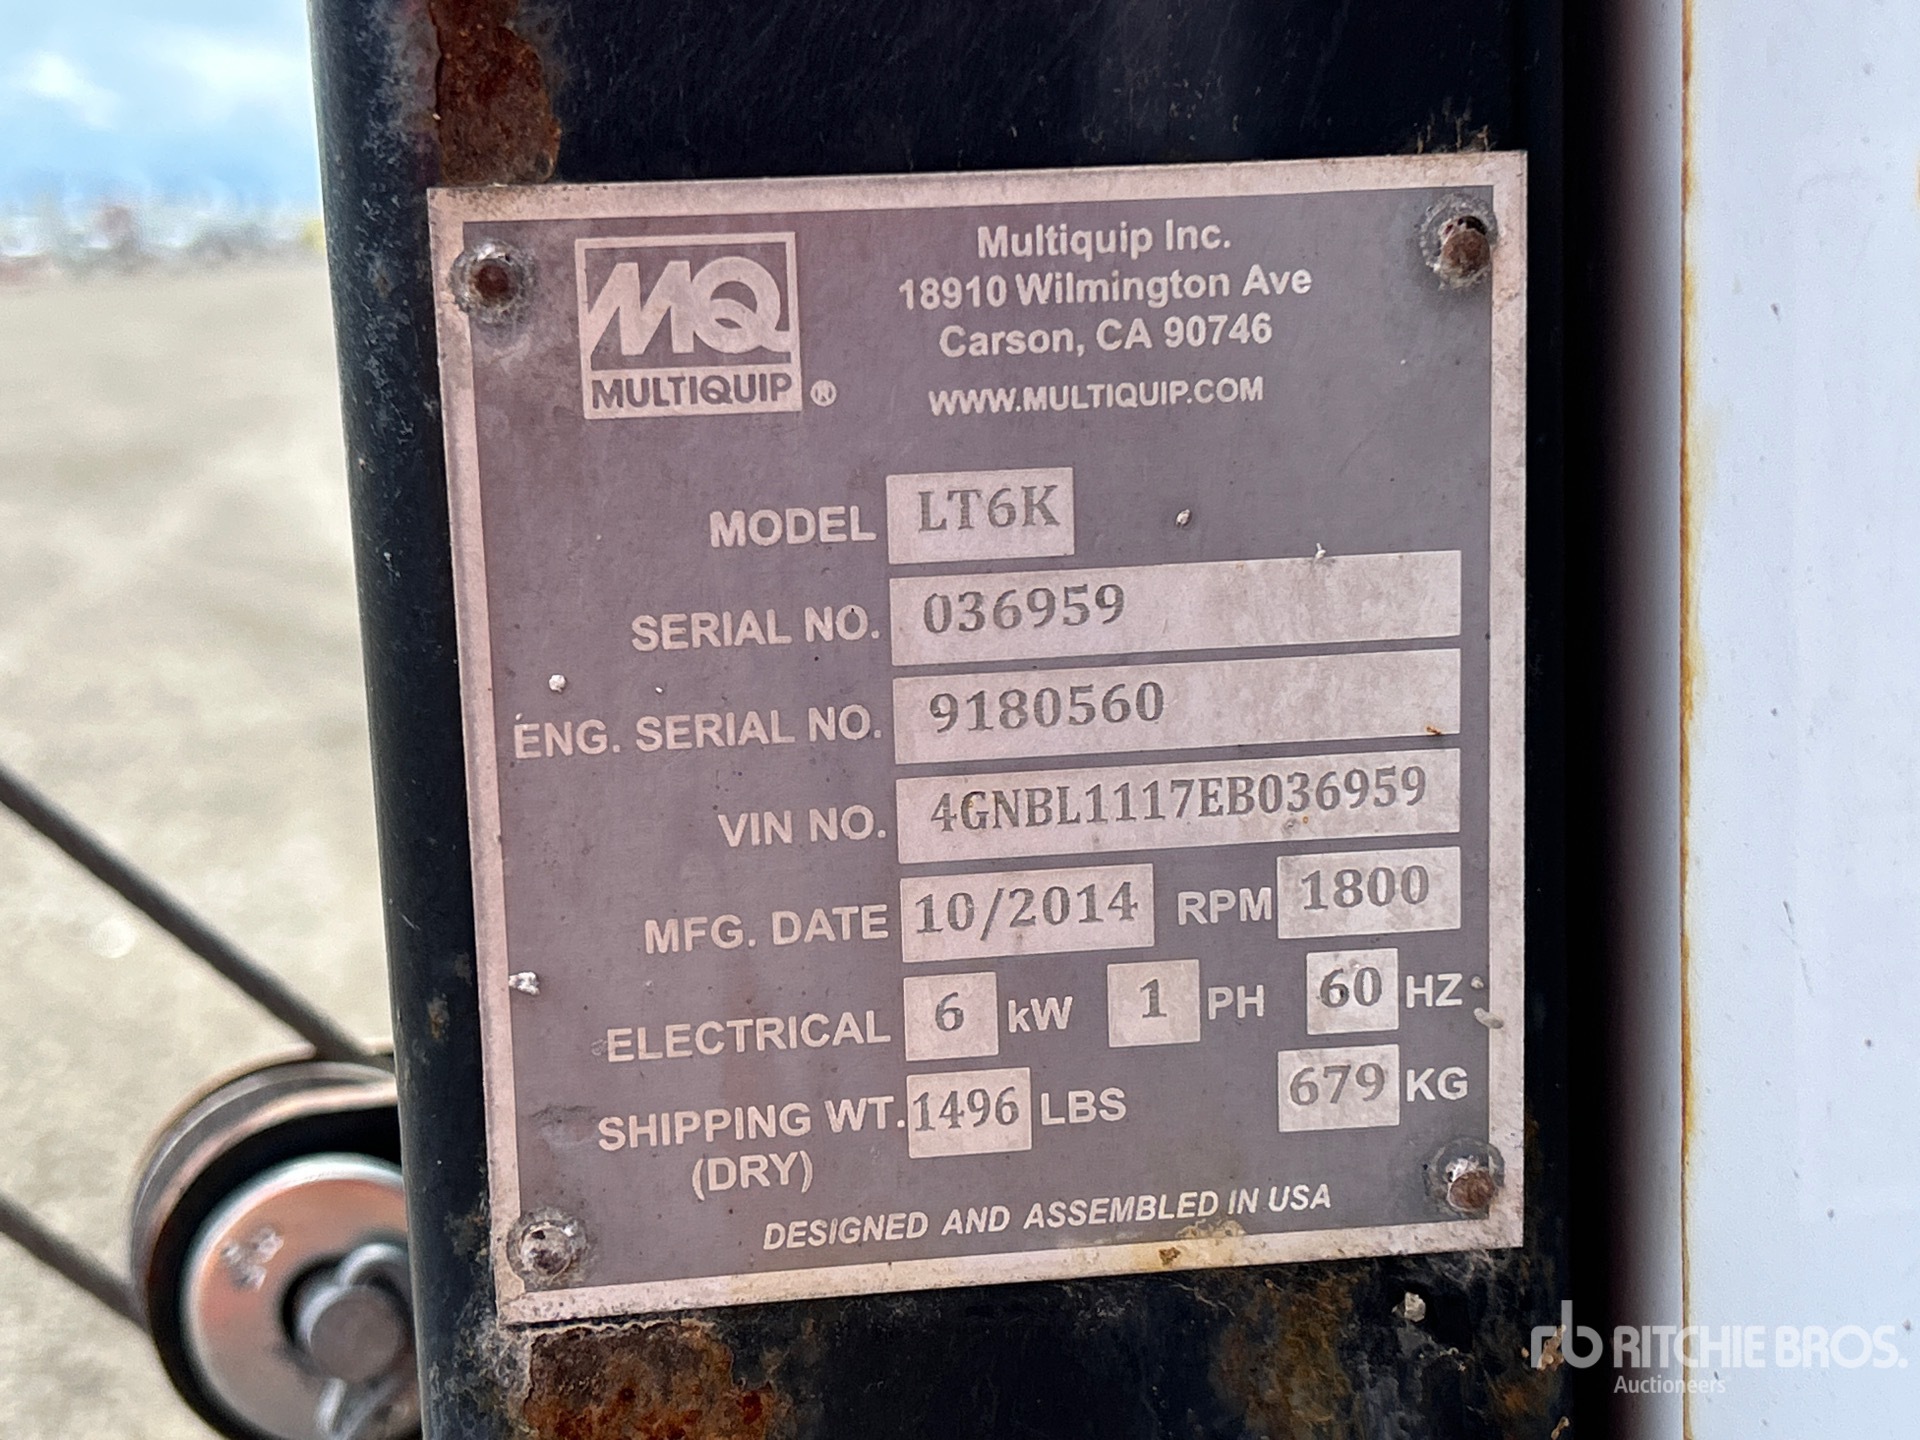 MQ
MULTIQUIP ®
Multiquip Inc.
18910 Wilmington Ave
Carson, CA 90746
WWW.MULTIQUIP.COM
MODEL LT6K
SERIAL NO. 036959
ENG. SERIAL NO. 9180560
VIN NO. 4GNBL1117EB036959
MFG. DATE 10/2014 RPM 1800
ELECTRICAL 6 kW 1 PH 60 HZ
SHIPPING WT. 1496 LBS 679 KG
(DRY)
DESIGNED AND ASSEMBLED IN USA
rb RITCHIE BROS.
Auctioneers